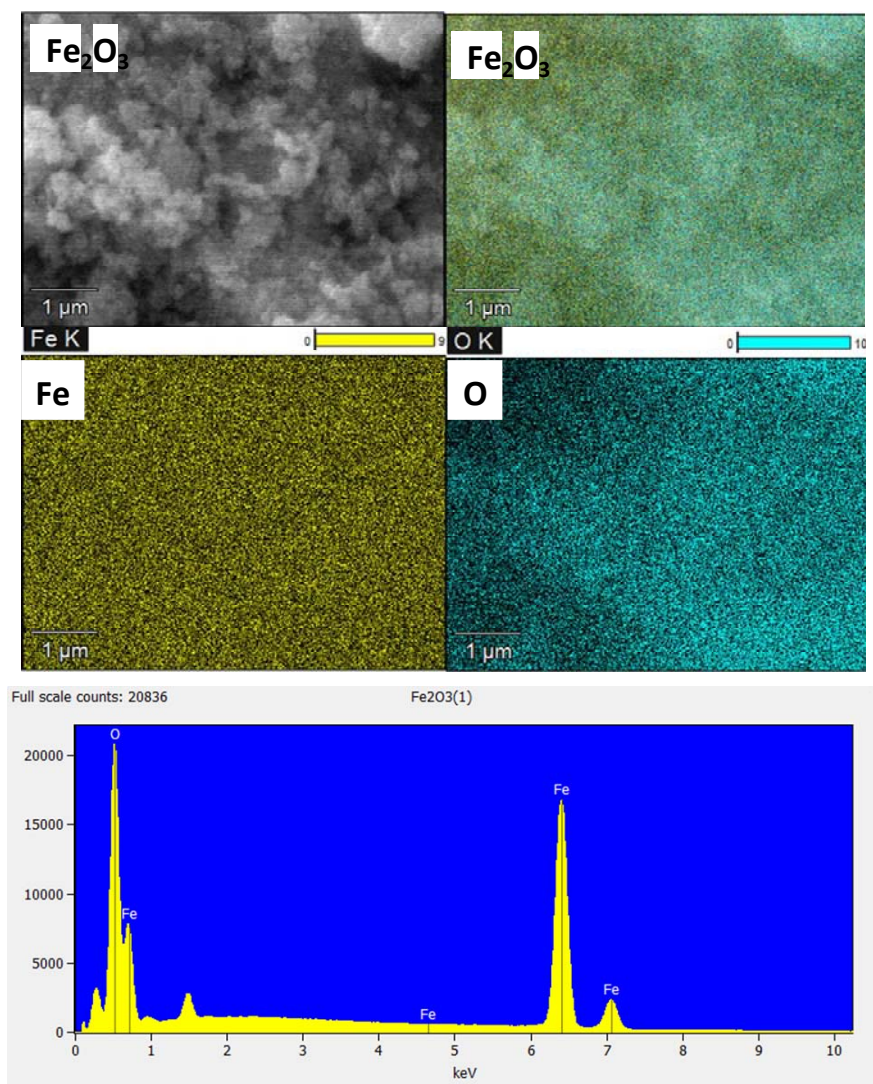 Fe₂O₃ Fe₂O₃
1 µm
Fe K 0 9 O K 0 10
Fe O
1 µm 1 µm
Full scale counts: 20836 Fe2O3(1)
O
20000
15000
10000
5000
0
Fe
Fe
Fe
Fe
0 1 2 3 4 5 6 7 8 9 10
keV